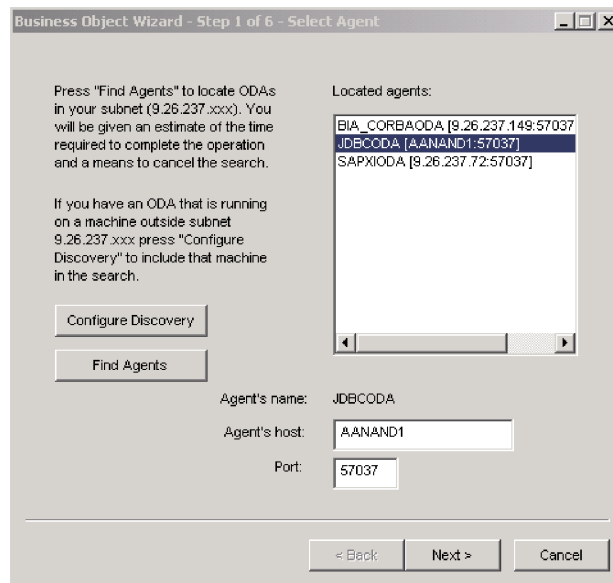 Business Object Wizard - Step 1 of 6 - Select Agent
Press "Find Agents" to locate ODAs
in your subnet (9.26.237.xxx). You
will be given an estimate of the time
required to complete the operation
and a means to cancel the search.
If you have an ODA that is running
on a machine outside subnet
9.26.237.xxx press "Configure
Discovery" to include that machine
in the search.
Configure Discovery
Find Agents
Located agents:
BIA_CORBAODA [9.26.237.149:57037
JDBCODA [AANAND1:57037]
SAPXIODA [9.26.237.72:57037]
Agent's name: JDBCODA
Agent's host: AANAND1
Port: 57037
< Back Next > Cancel